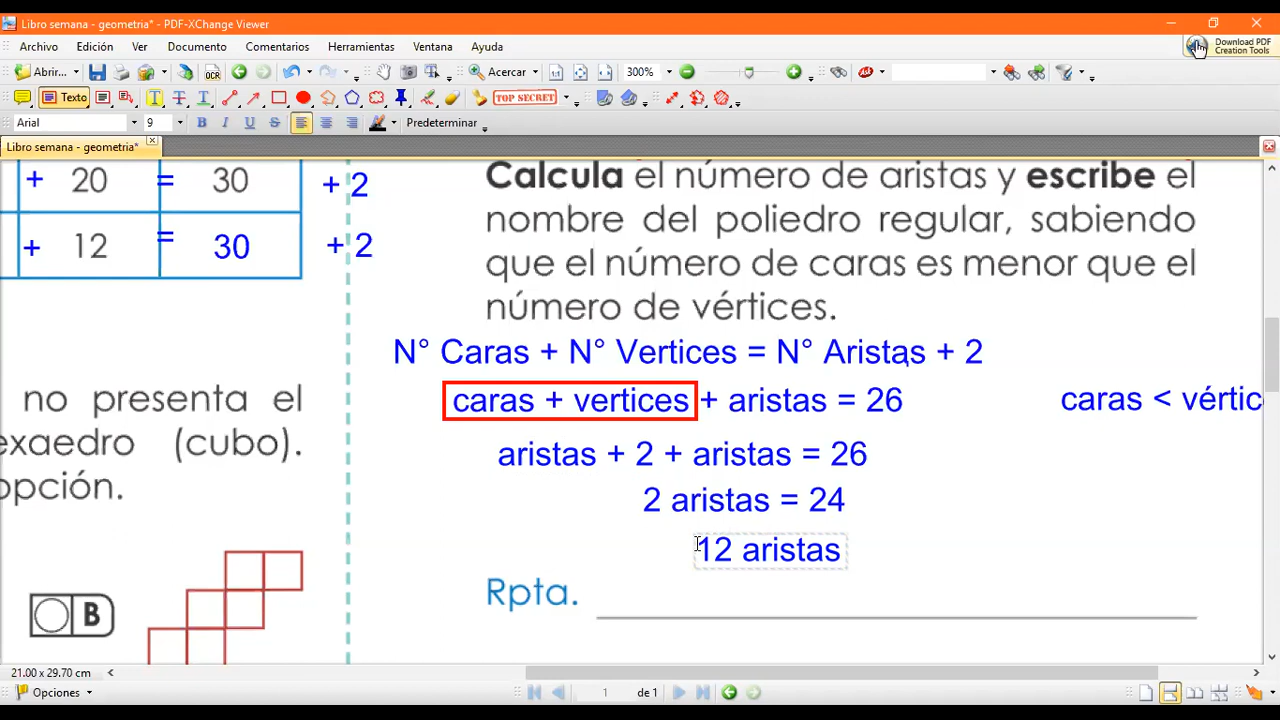 Libro semana - geometria* - PDF-XChange Viewer
Archivo Edición Ver Documento Comentarios Herramientas Ventana Ayuda
Download PDF
Creation Tools
Abrir... OCR Acercar 300%
Texto TOP SECRET
Arial 9 B I U S Predeterminar
Libro semana - geometria*
+ 20 = 30 + 2
+ 12 = 30 + 2
no presenta el
exaedro (cubo).
opción.
B
Calcula el número de aristas y escribe el
nombre del poliedro regular, sabiendo
que el número de caras es menor que el
número de vértices.
N° Caras + N° Vertices = N° Aristas + 2
caras + vertices + aristas = 26
caras < vértic
aristas + 2 + aristas = 26
2 aristas = 24
12 aristas
Rpta.
21.00 x 29.70 cm
Opciones 1 de 1